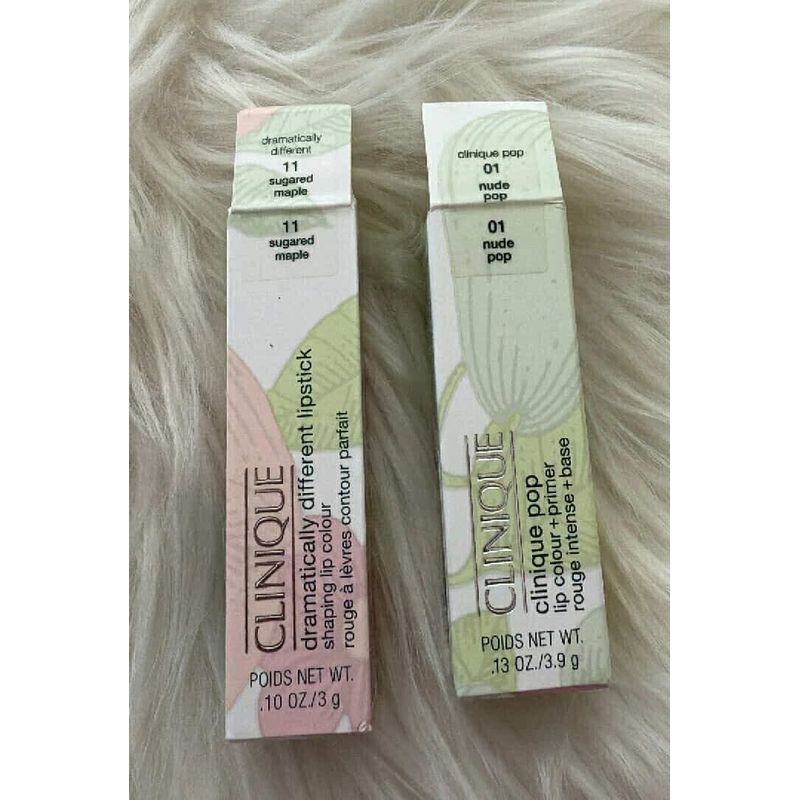 dramatically
different
11
sugared
maple
11
sugared
maple
CLINIQUE
dramatically different lipstick
shaping lip colour
rouge à lèvres contour parfait
POIDS NET WT.
.10 OZ./3 g
clinique pop
01
nude
pop
01
nude
pop
CLINIQUE
clinique pop
lip colour + primer
rouge intense + base
POIDS NET WT.
.13 OZ./3.9 g